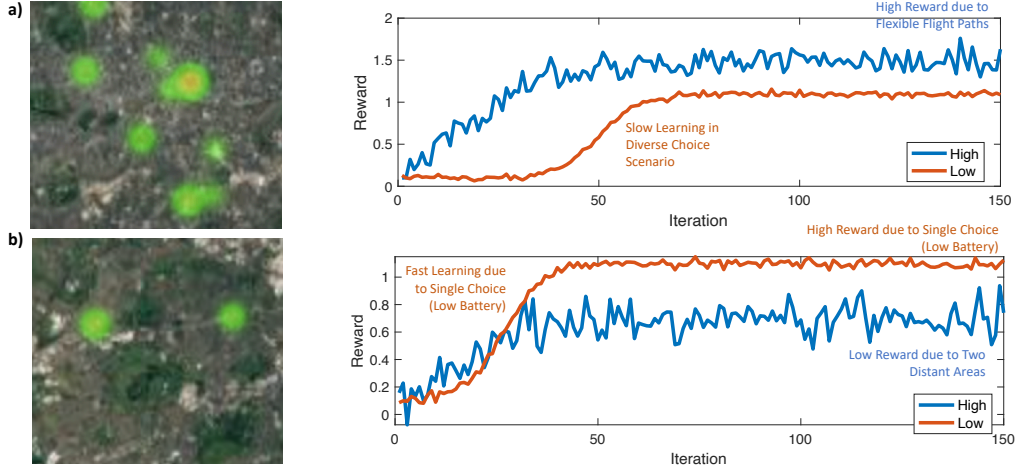 a)
2
1.5
1
0.5
0
Reward
0
50
100
150
Iteration
High Reward due to
Flexible Flight Paths
Slow Learning in
Diverse Choice
Scenario
High
Low
b)
1
0.8
0.6
0.4
0.2
0
Reward
0
50
100
150
Iteration
High Reward due to Single Choice
(Low Battery)
Fast Learning due
to Single Choice
(Low Battery)
Low Reward due to Two
Distant Areas
High
Low